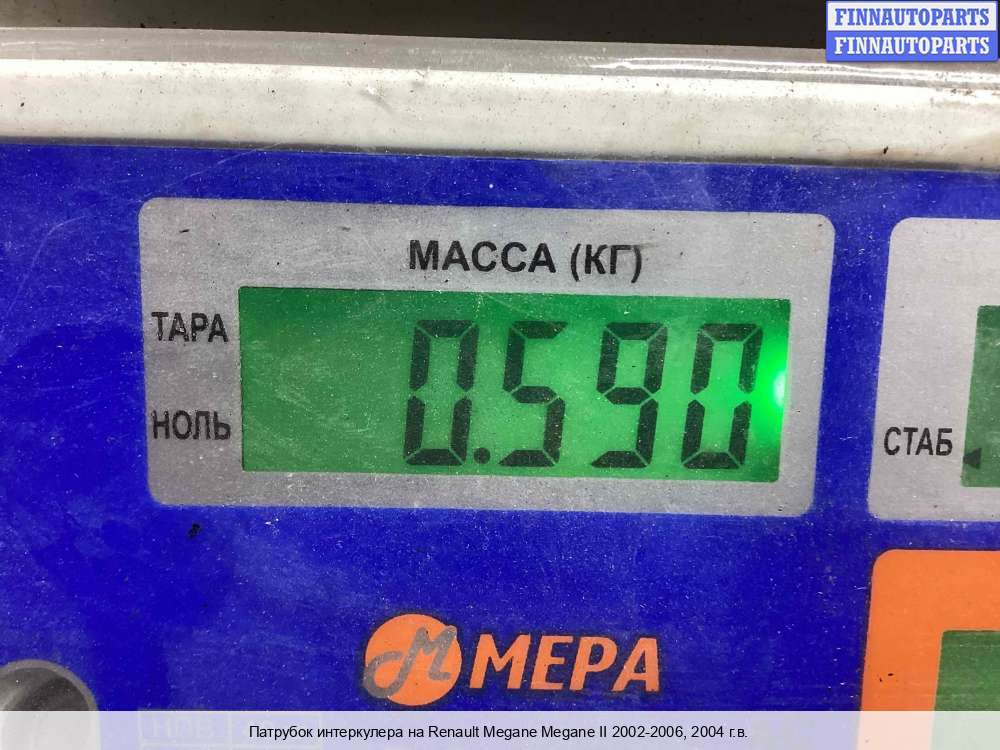 FINNAUTOPARTS
FINNAUTOPARTS
МАССА (КГ)
ТАРА
0.590
НОЛЬ
СТАБ
МЕРА
Патрубок интеркулера на Renault Megane Megane II 2002-2006, 2004 г.в.